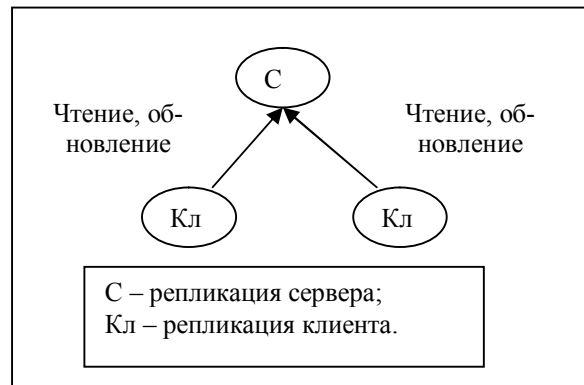 С
Чтение, об-
новление
Чтение, об-
новление
Кл
Кл
С – репликация сервера;
Кл – репликация клиента.